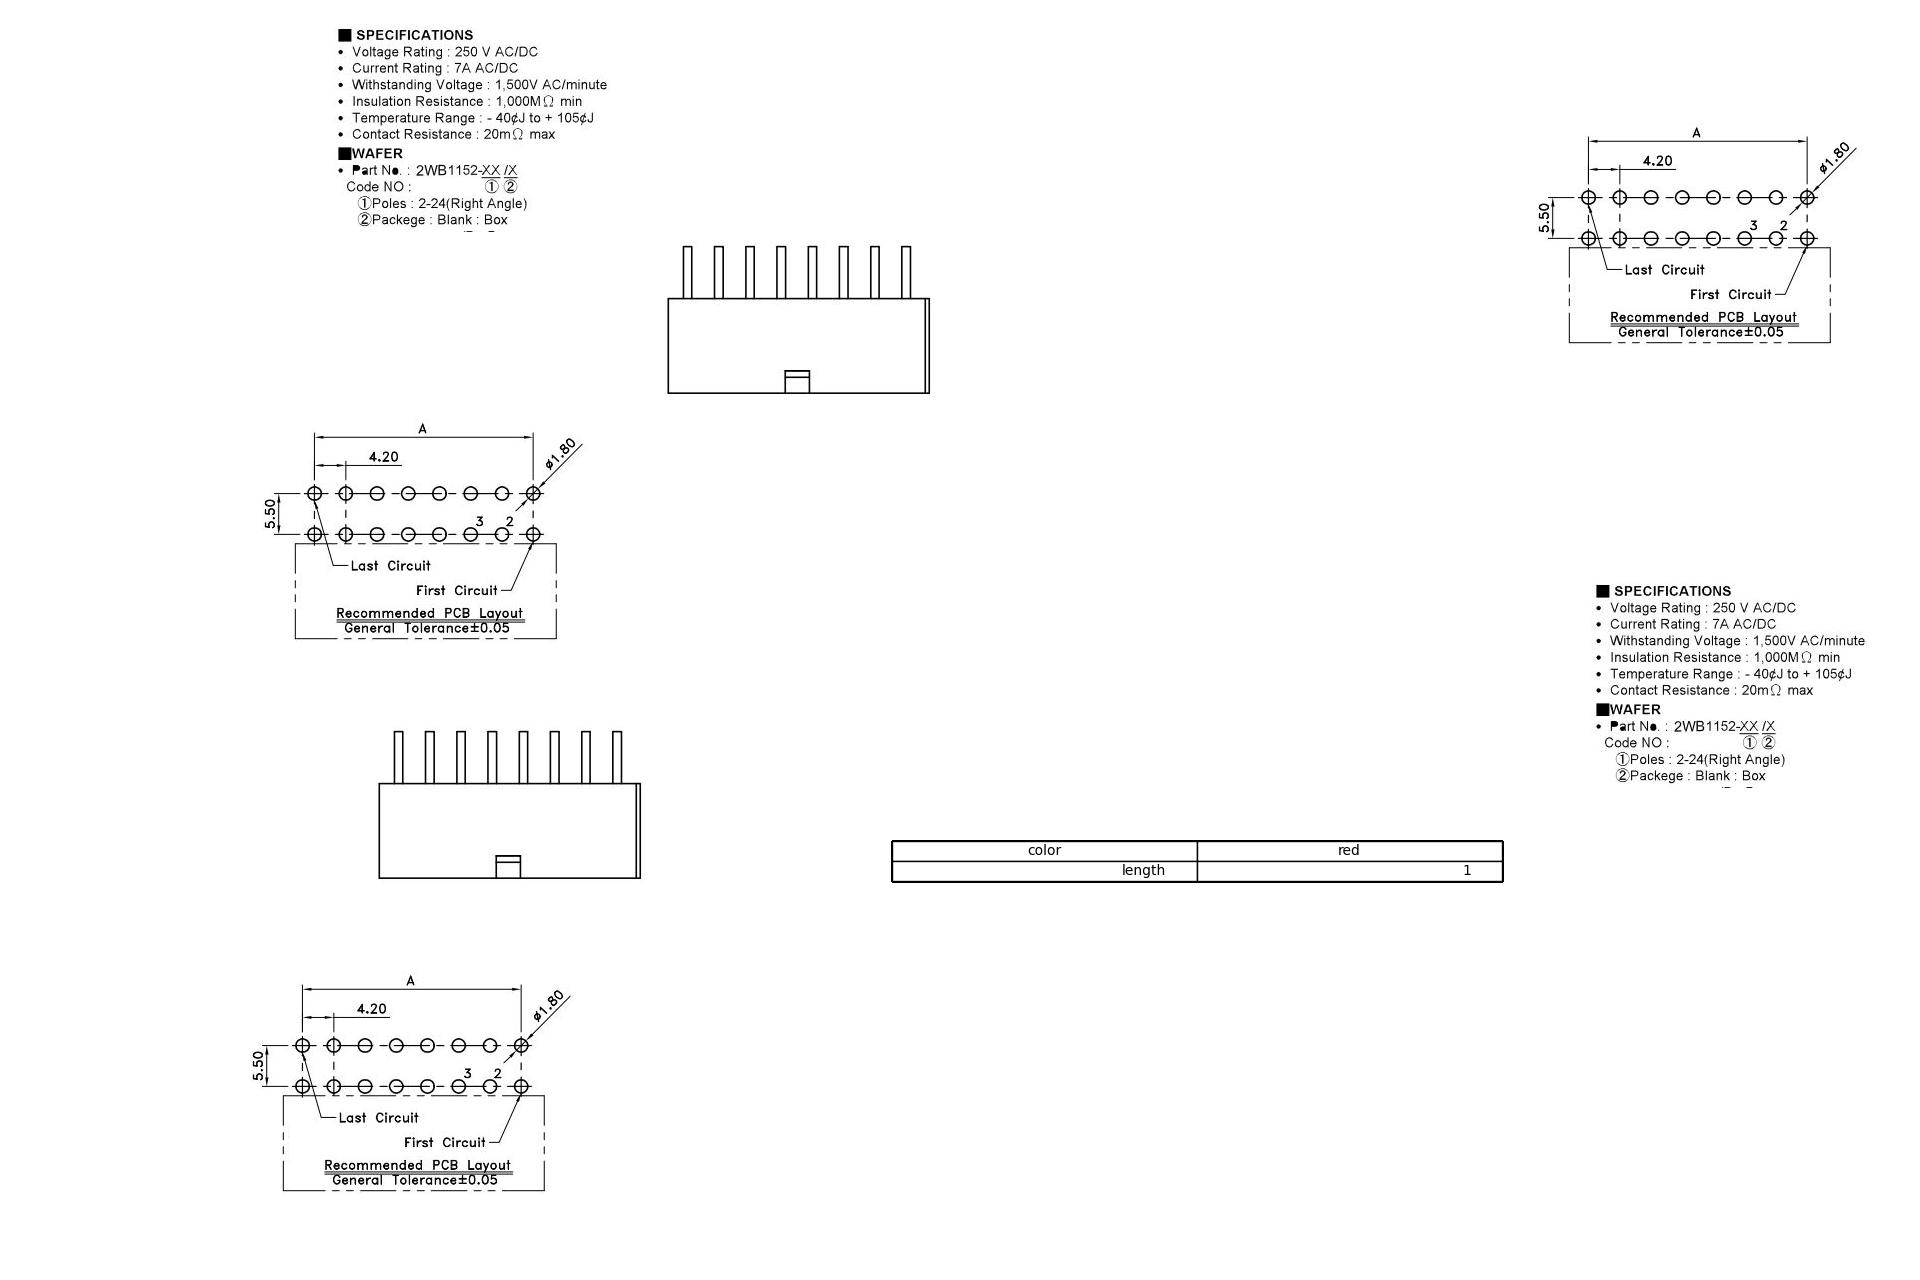 ■ SPECIFICATIONS
• Voltage Rating : 250 V AC/DC
• Current Rating : 7A AC/DC
• Withstanding Voltage : 1,500V AC/minute
• Insulation Resistance : 1,000MΩ min
• Temperature Range : - 40¢J to + 105¢J
• Contact Resistance : 20mΩ max
■WAFER
• Part No. : 2WB1152-XX /X
Code NO : ① ②
①Poles : 2-24(Right Angle)
②Packege : Blank : Box
A
4.20
ø1.80
5.50
3 2
Last Circuit
First Circuit
Recommended PCB Layout
General Tolerance±0.05
A
4.20
ø1.80
5.50
3 2
Last Circuit
First Circuit
Recommended PCB Layout
General Tolerance±0.05
■ SPECIFICATIONS
• Voltage Rating : 250 V AC/DC
• Current Rating : 7A AC/DC
• Withstanding Voltage : 1,500V AC/minute
• Insulation Resistance : 1,000MΩ min
• Temperature Range : - 40¢J to + 105¢J
• Contact Resistance : 20mΩ max
■WAFER
• Part No. : 2WB1152-XX /X
Code NO : ① ②
①Poles : 2-24(Right Angle)
②Packege : Blank : Box
color red
length 1
A
4.20
ø1.80
5.50
3 2
Last Circuit
First Circuit
Recommended PCB Layout
General Tolerance±0.05